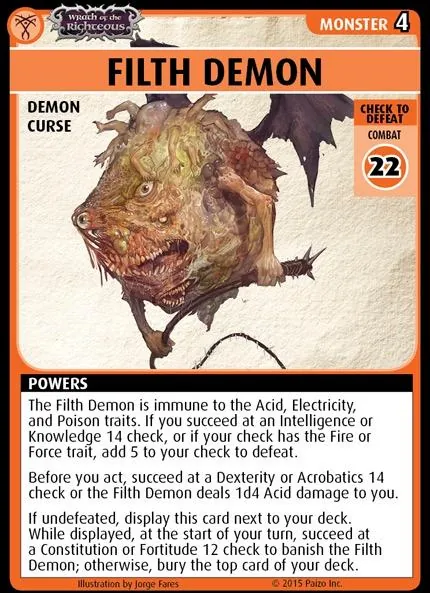 Wrath of the
Righteous
MONSTER 4
FILTH DEMON
DEMON
CURSE
CHECK TO
DEFEAT
COMBAT
22
POWERS
The Filth Demon is immune to the Acid, Electricity,
and Poison traits. If you succeed at an Intelligence or
Knowledge 14 check, or if your check has the Fire or
Force trait, add 5 to your check to defeat.
Before you act, succeed at a Dexterity or Acrobatics 14
check or the Filth Demon deals 1d4 Acid damage to you.
If undefeated, display this card next to your deck.
While displayed, at the start of your turn, succeed at
a Constitution or Fortitude 12 check to banish the Filth
Demon; otherwise, bury the top card of your deck.
Illustration by Jorge Fares
© 2015 Paizo Inc.